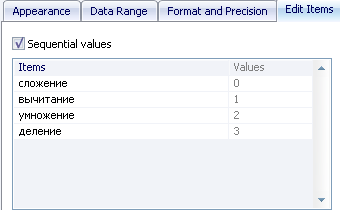 Appearance Data Range Format and Precision Edit Items
Sequential values
Items Values
сложение 0
вычитание 1
умножение 2
деление 3